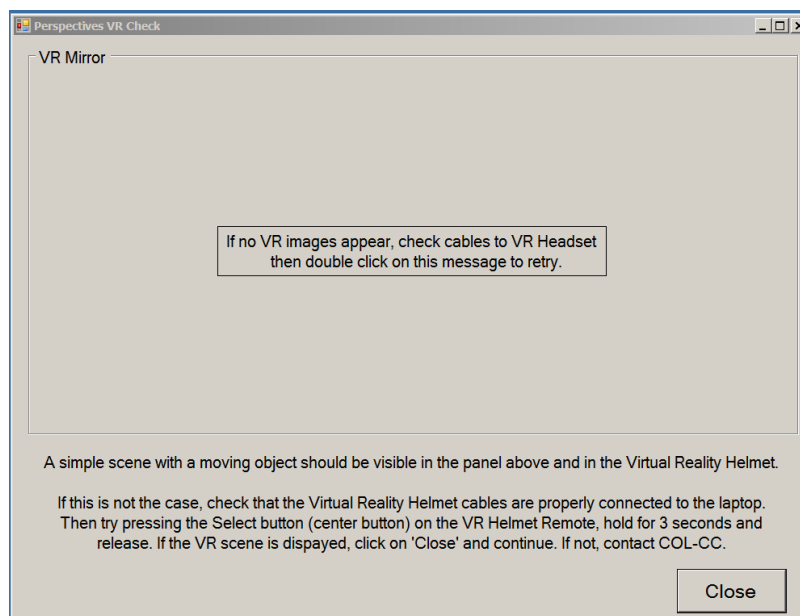 Perspectives VR Check
VR Mirror
If no VR images appear, check cables to VR Headset
then double click on this message to retry.
A simple scene with a moving object should be visible in the panel above and in the Virtual Reality Helmet.
If this is not the case, check that the Virtual Reality Helmet cables are properly connected to the laptop.
Then try pressing the Select button (center button) on the VR Helmet Remote, hold for 3 seconds and
release. If the VR scene is dispayed, click on 'Close' and continue. If not, contact COL-CC.
Close